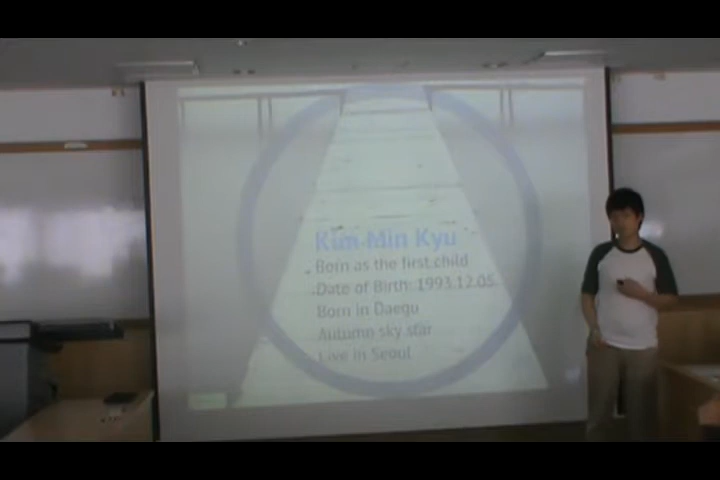 Kim Min Kyu
Born as the first child
Date of Birth: 1993.12.05
Born in Daegu
Autumn sky star
Live in Seoul